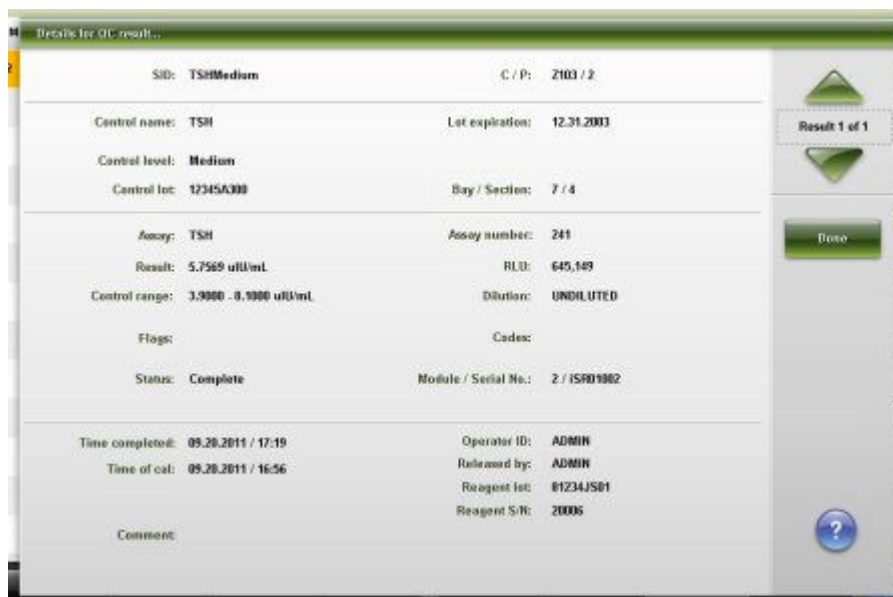 Details for QC result...
SID: TSHMedium C / P: Z103 / 2
Control name: TSH Lot expiration: 12.31.2003
Result 1 of 1
Control level: Medium
Control lot: 12345A300 Bay / Section: 7 / 4
Assay: TSH Assay number: 241
Done
Result: 5.7569 uIU/mL RLU: 645,149
Control range: 3.9000 - 8.1000 uIU/mL Dilution: UNDILUTED
Flags: Codes:
Status: Complete Module / Serial No.: 2 / iSR01002
Time completed: 09.20.2011 / 17:19 Operator ID: ADMIN
Time of cal: 09.20.2011 / 16:56 Released by: ADMIN
Reagent lot: 01234JS01
Reagent S/N: 20006
Comment:
?